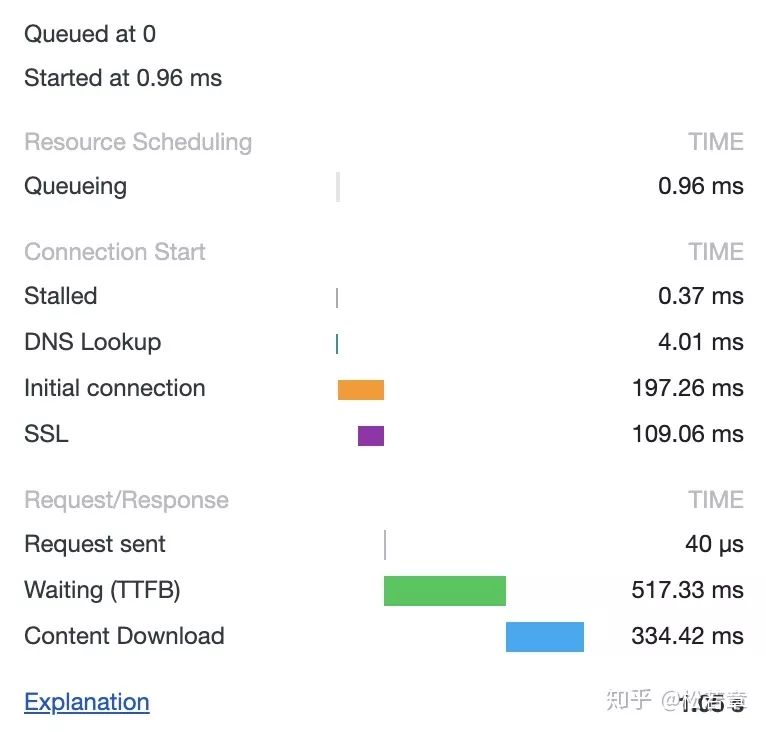 Queued at 0
Started at 0.96 ms
Resource Scheduling TIME
Queueing 0.96 ms
Connection Start TIME
Stalled 0.37 ms
DNS Lookup 4.01 ms
Initial connection 197.26 ms
SSL 109.06 ms
Request/Response TIME
Request sent 40 μs
Waiting (TTFB) 517.33 ms
Content Download 334.42 ms
Explanation 1.05 s
知乎